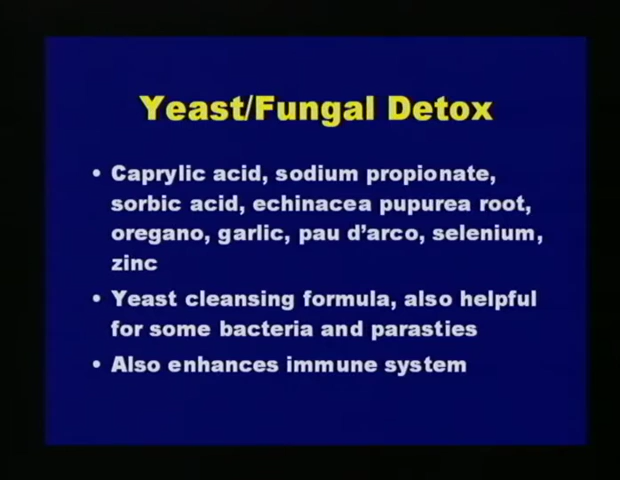 Yeast/Fungal Detox
• Caprylic acid, sodium propionate,
sorbic acid, echinacea pupurea root,
oregano, garlic, pau d'arco, selenium,
zinc
• Yeast cleansing formula, also helpful
for some bacteria and parasties
• Also enhances immune system